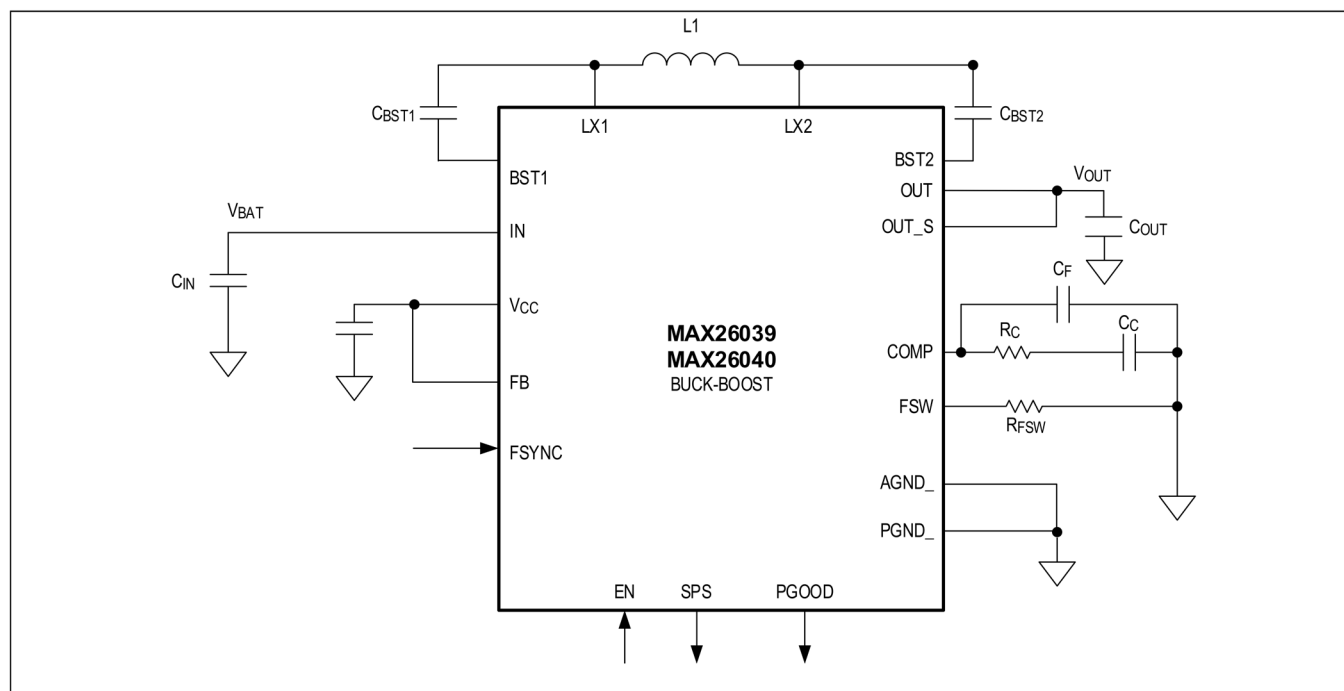 L1
CBST1
LX1
LX2
CBST2
BST1
BST2
OUT
VOUT
VBAT
IN
OUT_S
COUT
CIN
CF
VCC
MAX26039
MAX26040
BUCK-BOOST
COMP
RC
CC
FB
FSW
RFSW
FSYNC
AGND_
PGND_
EN
SPS
PGOOD